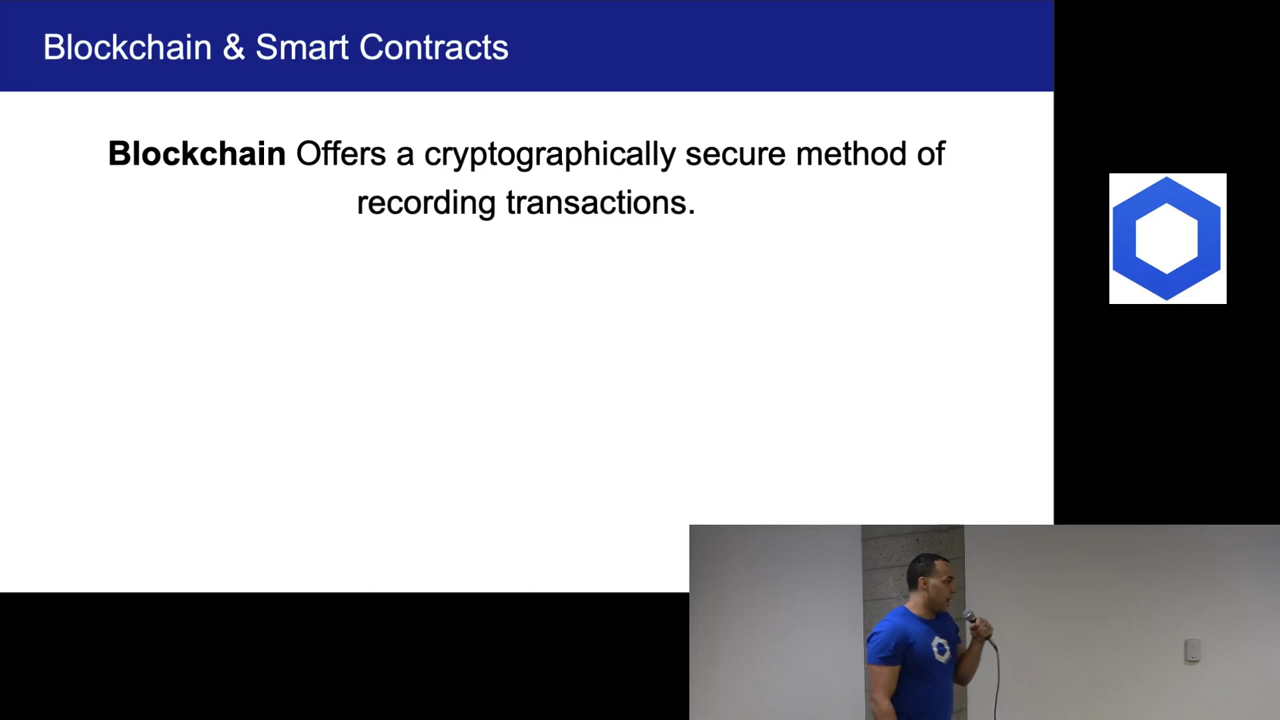 Blockchain & Smart Contracts
Blockchain Offers a cryptographically secure method of
recording transactions.